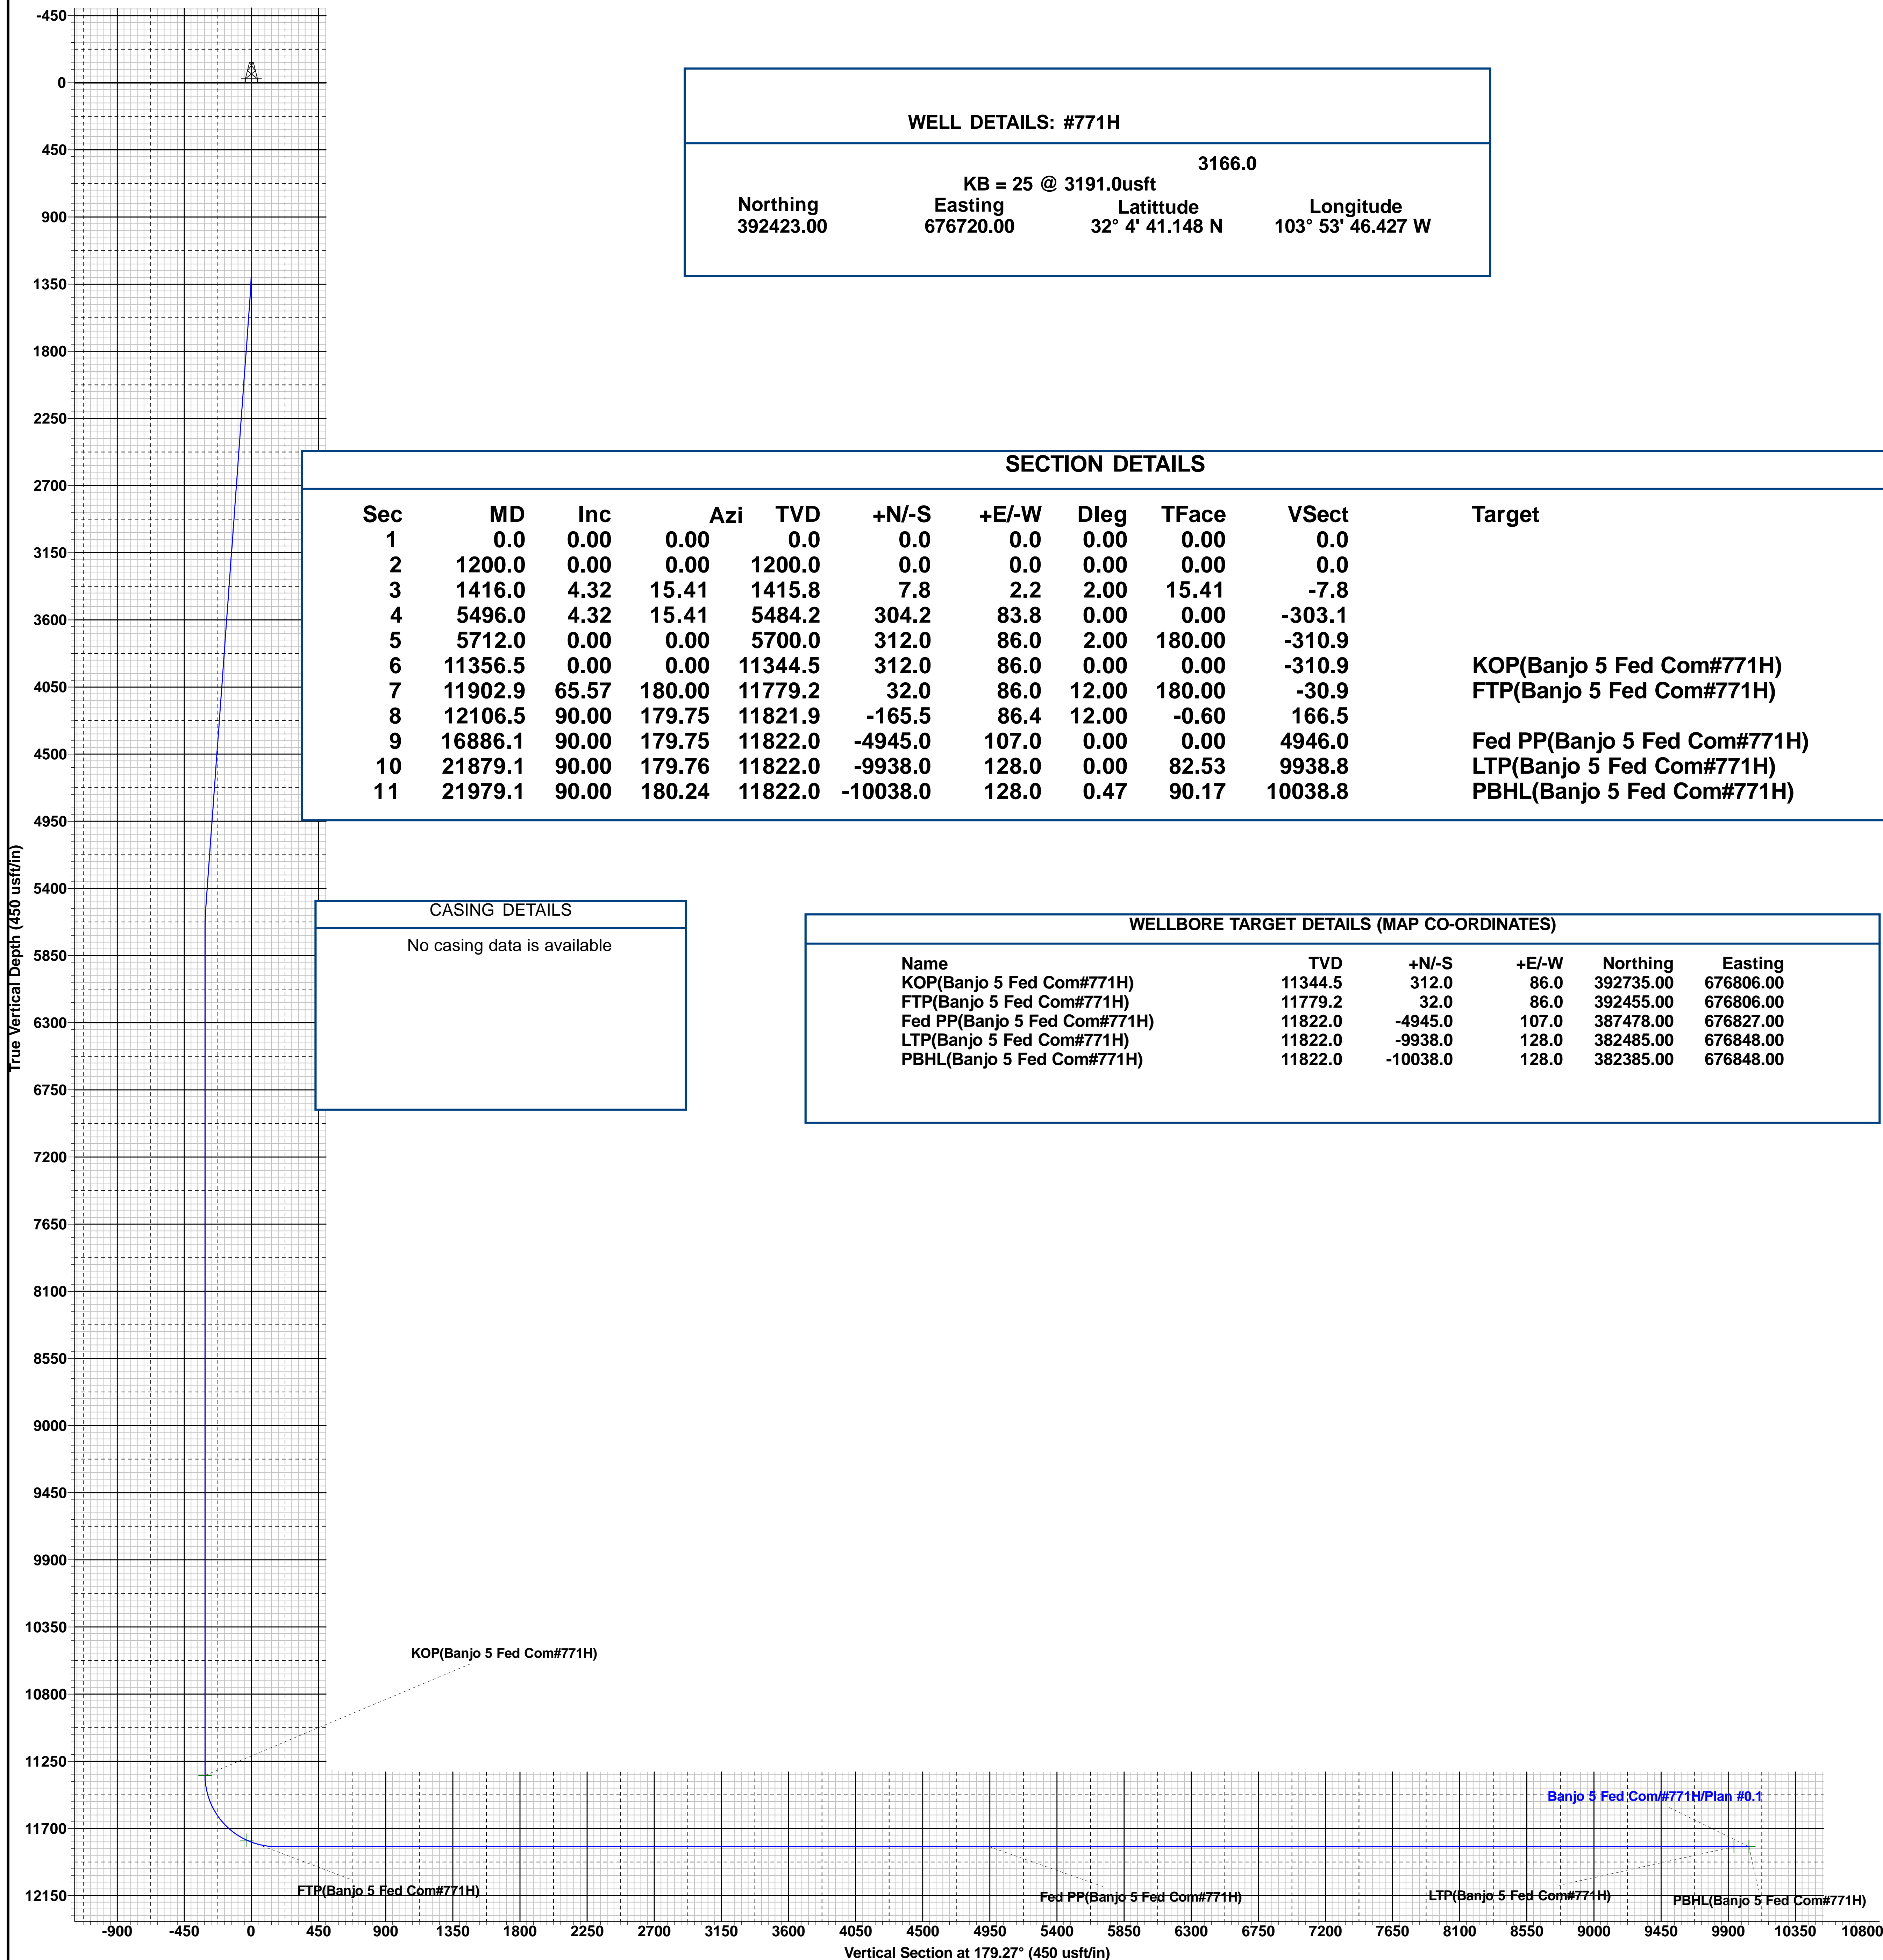 WELL DETAILS: #771H
3166.0
KB = 25 @ 3191.0usft
Northing Easting Latittude Longitude
392423.00 676720.00 32° 4' 41.148 N 103° 53' 46.427 W
SECTION DETAILS
Sec MD Inc Azi TVD +N/-S +E/-W Dleg TFace VSect Target
1 0.0 0.00 0.00 0.0 0.0 0.0 0.00 0.00 0.0
2 1200.0 0.00 0.00 1200.0 0.0 0.0 0.00 0.00 0.0
3 1416.0 4.32 15.41 1415.8 7.8 2.2 2.00 15.41 -7.8
4 5496.0 4.32 15.41 5484.2 304.2 83.8 0.00 0.00 -303.1
5 5712.0 0.00 0.00 5700.0 312.0 86.0 2.00 180.00 -310.9
6 11356.5 0.00 0.00 11344.5 312.0 86.0 0.00 0.00 -310.9 KOP(Banjo 5 Fed Com#771H)
7 11902.9 65.57 180.00 11779.2 32.0 86.0 12.00 180.00 -30.9 FTP(Banjo 5 Fed Com#771H)
8 12106.5 90.00 179.75 11821.9 -165.5 86.4 12.00 -0.60 166.5
9 16886.1 90.00 179.75 11822.0 -4945.0 107.0 0.00 0.00 4946.0 Fed PP(Banjo 5 Fed Com#771H)
10 21879.1 90.00 179.76 11822.0 -9938.0 128.0 0.00 82.53 9938.8 LTP(Banjo 5 Fed Com#771H)
11 21979.1 90.00 180.24 11822.0 -10038.0 128.0 0.47 90.17 10038.8 PBHL(Banjo 5 Fed Com#771H)
CASING DETAILS
No casing data is available
WELLBORE TARGET DETAILS (MAP CO-ORDINATES)
Name TVD +N/-S +E/-W Northing Easting
KOP(Banjo 5 Fed Com#771H) 11344.5 312.0 86.0 392735.00 676806.00
FTP(Banjo 5 Fed Com#771H) 11779.2 32.0 86.0 392455.00 676806.00
Fed PP(Banjo 5 Fed Com#771H) 11822.0 -4945.0 107.0 387478.00 676827.00
LTP(Banjo 5 Fed Com#771H) 11822.0 -9938.0 128.0 382485.00 676848.00
PBHL(Banjo 5 Fed Com#771H) 11822.0 -10038.0 128.0 382385.00 676848.00
-450
0
450
900
1350
1800
2250
2700
3150
3600
4050
4500
4950
5400
5850
6300
6750
7200
7650
8100
8550
9000
9450
9900
10350
10800
11250
11700
12150
True Vertical Depth (450 usft/in)
KOP(Banjo 5 Fed Com#771H)
Banjo 5 Fed Com/#771H/Plan #0.1
FTP(Banjo 5 Fed Com#771H)
Fed PP(Banjo 5 Fed Com#771H)
LTP(Banjo 5 Fed Com#771H)
PBHL(Banjo 5 Fed Com#771H)
-900 -450 0 450 900 1350 1800 2250 2700 3150 3600 4050 4500 4950 5400 5850 6300 6750 7200 7650 8100 8550 9000 9450 9900 10350 10800
Vertical Section at 179.27° (450 usft/in)